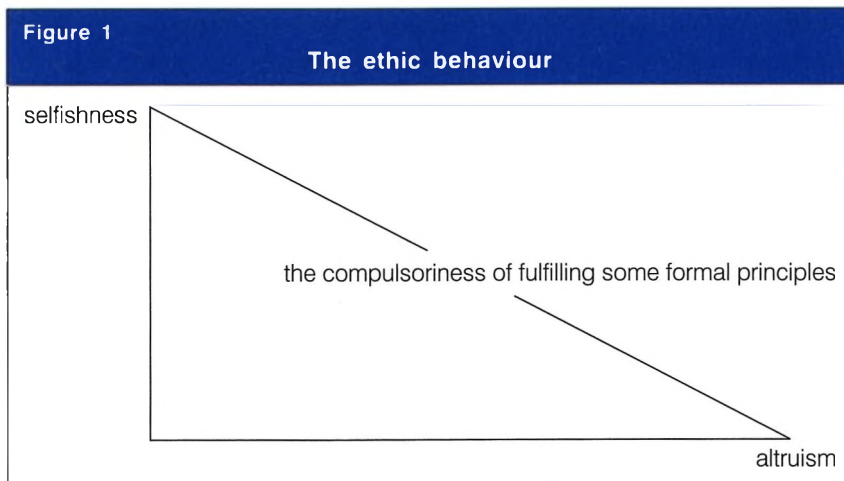 Figure 1
The ethic behaviour
selfishness
the compulsoriness of fulfilling some formal principles
altruism